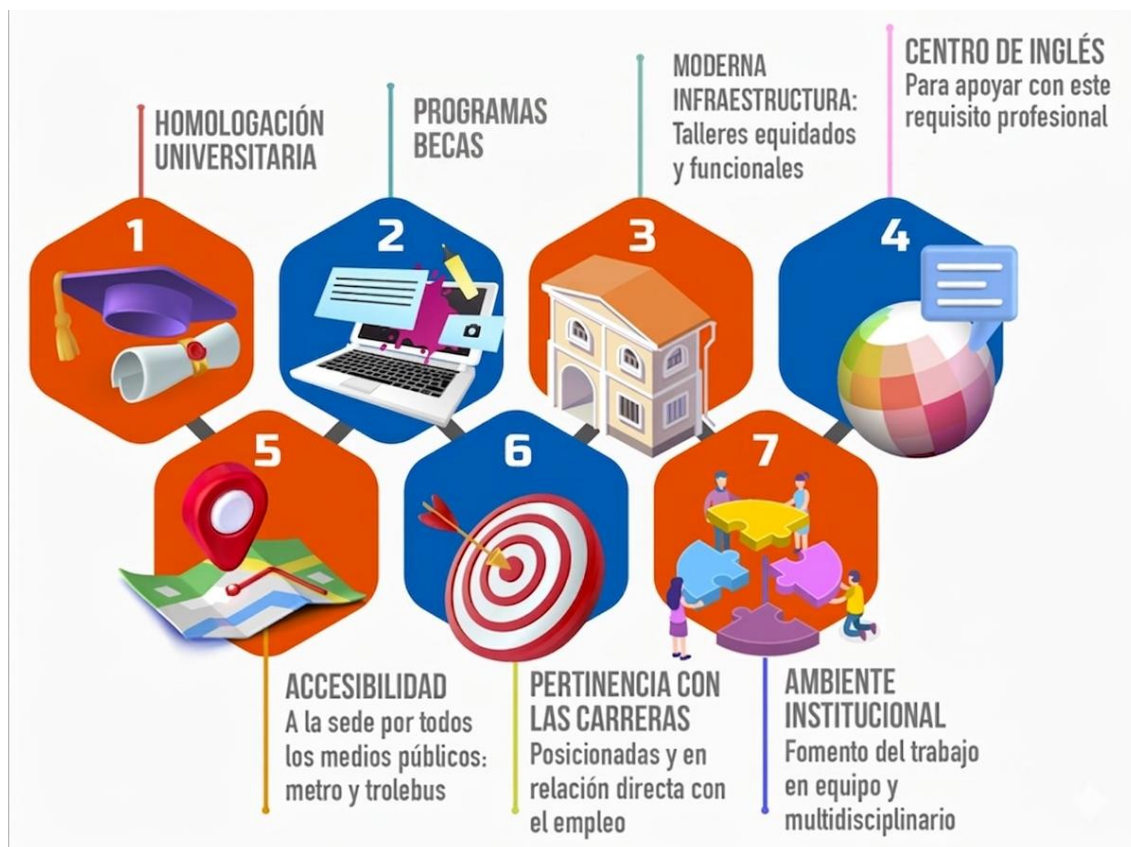 1
HOMOLOGACIÓN
UNIVERSITARIA
2
PROGRAMAS
BECAS
3
MODERNA
INFRAESTRUCTURA:
Talleres equidados
y funcionales
4
CENTRO DE INGLÉS
Para apoyar con este
requisito profesional
5
ACCESIBILIDAD
A la sede por todos
los medios públicos:
metro y trolebus
6
PERTINENCIA CON
LAS CARRERAS
Posicionadas y en
relación directa con
el empleo
7
AMBIENTE
INSTITUCIONAL
Fomento del trabajo
en equipo y
multidisciplinario